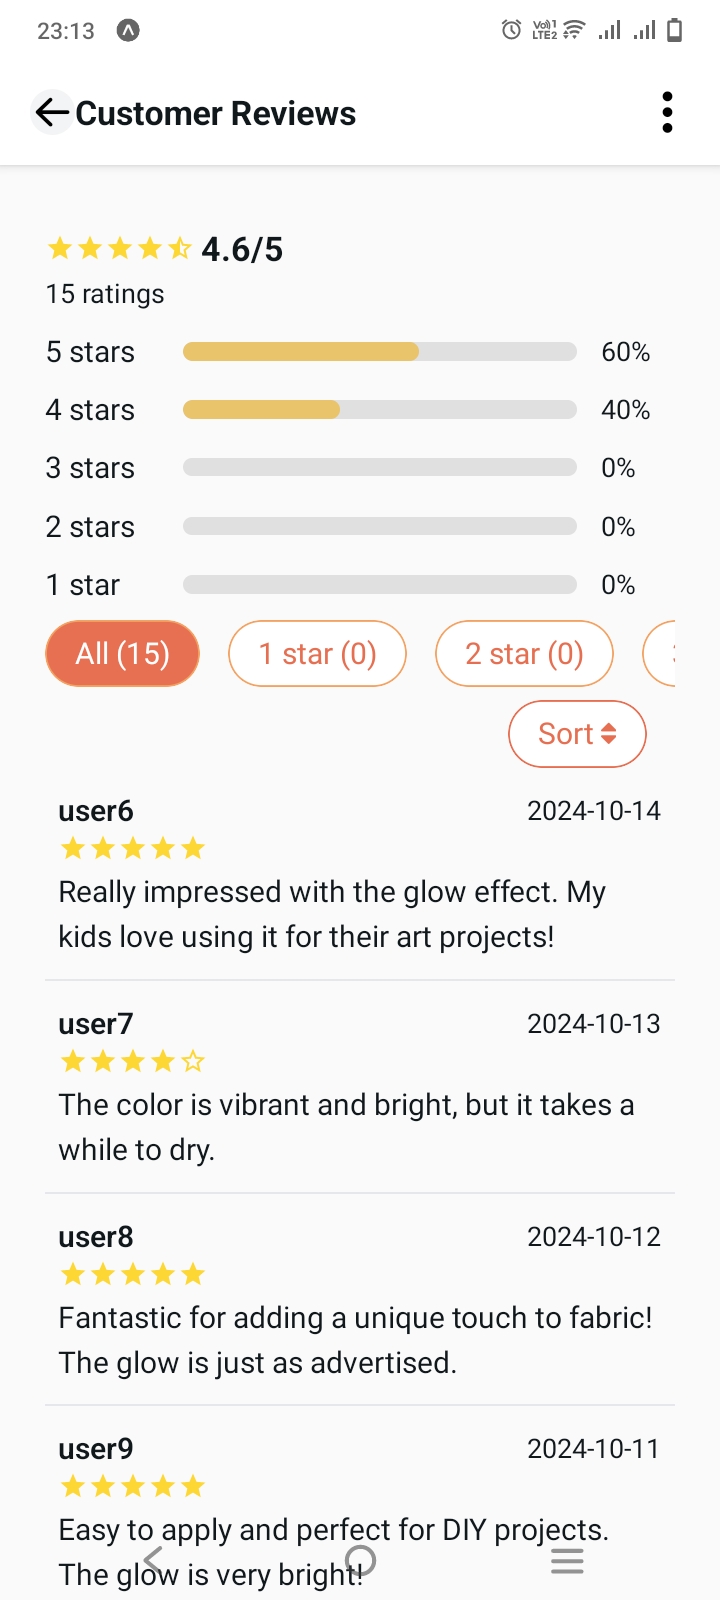 23:13
Vo)) 1
LTE2
Customer Reviews
4.6/5
15 ratings
5 stars 60%
4 stars 40%
3 stars 0%
2 stars 0%
1 star 0%
All (15) 1 star (0) 2 star (0)
Sort
user6 2024-10-14
Really impressed with the glow effect. My
kids love using it for their art projects!
user7 2024-10-13
The color is vibrant and bright, but it takes a
while to dry.
user8 2024-10-12
Fantastic for adding a unique touch to fabric!
The glow is just as advertised.
user9 2024-10-11
Easy to apply and perfect for DIY projects.
The glow is very bright!